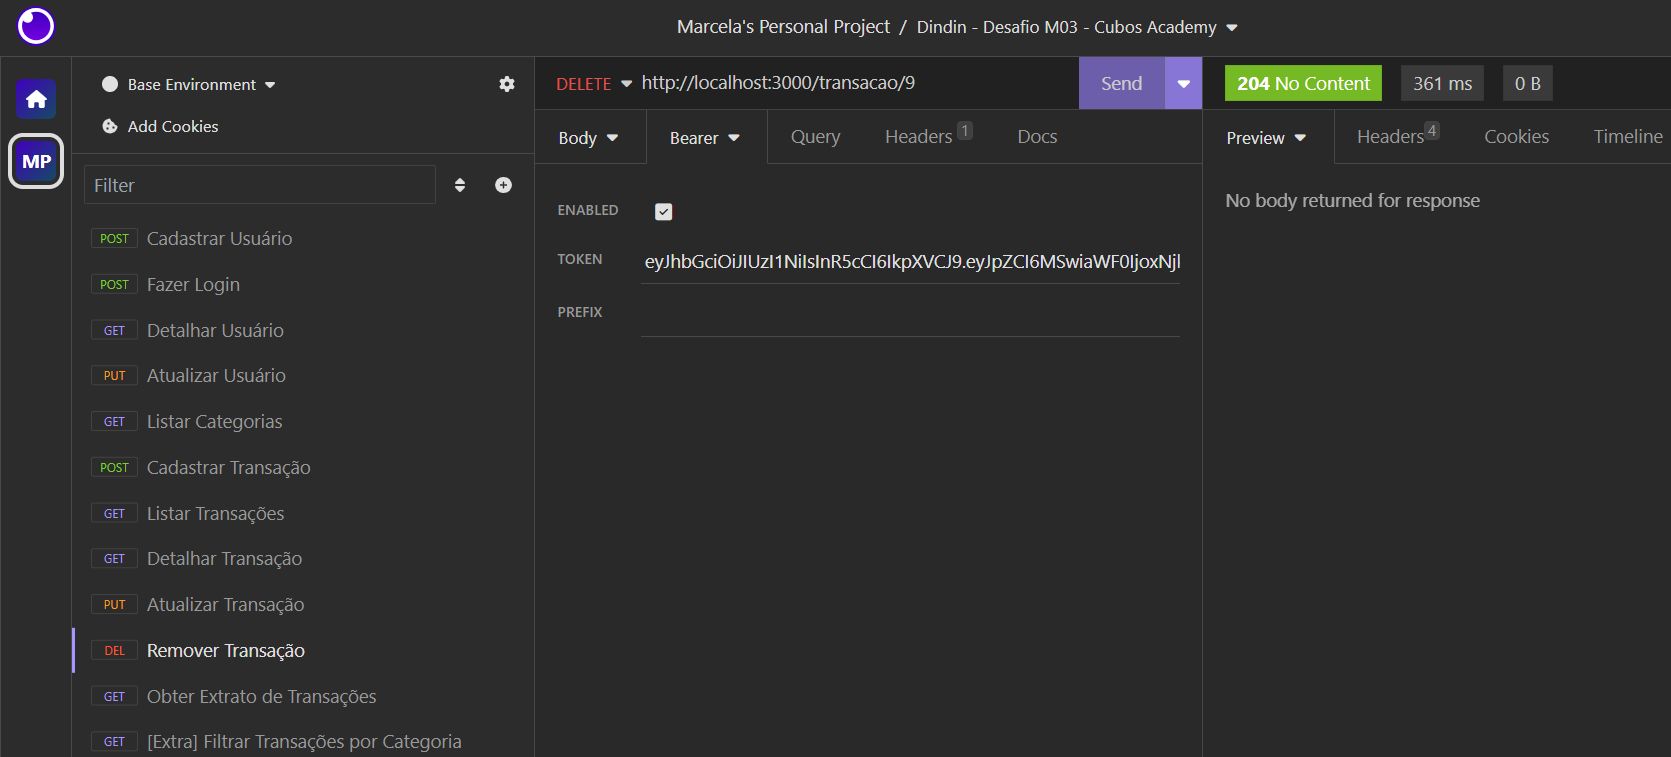 Marcela's Personal Project / Dindin - Desafio M03 - Cubos Academy
MP
Base Environment
Add Cookies
Filter
POST Cadastrar Usuário
POST Fazer Login
GET Detalhar Usuário
PUT Atualizar Usuário
GET Listar Categorias
POST Cadastrar Transação
GET Listar Transações
GET Detalhar Transação
PUT Atualizar Transação
DEL Remover Transação
GET Obter Extrato de Transações
GET [Extra] Filtrar Transações por Categoria
DELETE http://localhost:3000/transacao/9 Send
Body Bearer Query Headers 1 Docs
ENABLED
TOKEN eyJhbGciOiJIUzI1NiIsInR5cCI6IkpXVCJ9.eyJpZCI6MSwiaWF0IjoxNjI
PREFIX
204 No Content 361 ms 0 B
Preview Headers 4 Cookies Timeline
No body returned for response